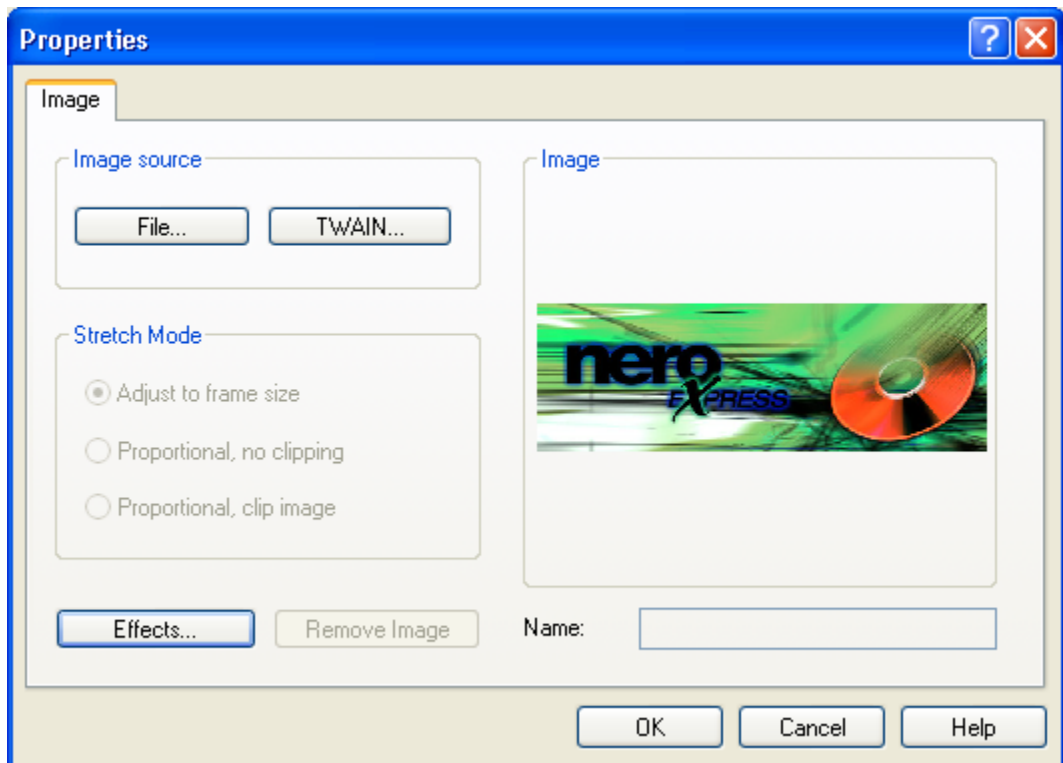 Properties
Image
Image source
File...
TWAIN...
Stretch Mode
Adjust to frame size
Proportional, no clipping
Proportional, clip image
Effects...
Remove Image
Image
nero
EXPRESS
Name:
OK
Cancel
Help